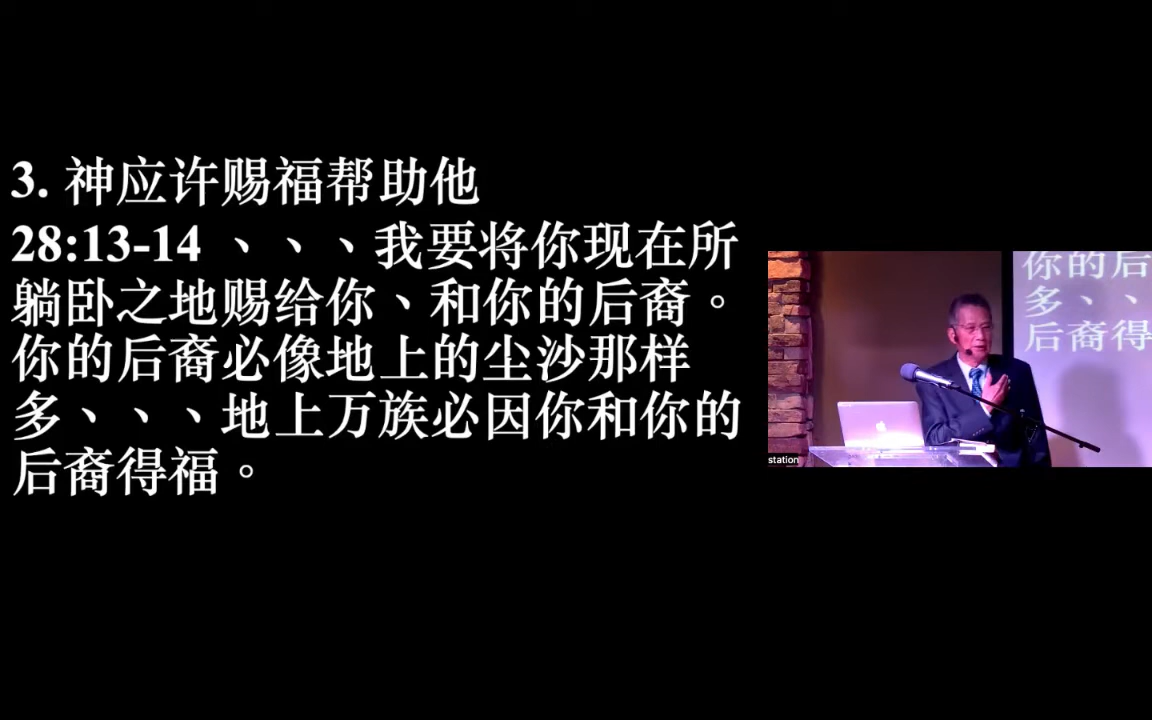 3. 神应许赐福帮助他
28:13-14 、、、我要将你现在所
躺卧之地赐给你、和你的后裔。
你的后裔必像地上的尘沙那样
多、、、地上万族必因你和你的
后裔得福。
你的后
多、、
后裔得
station